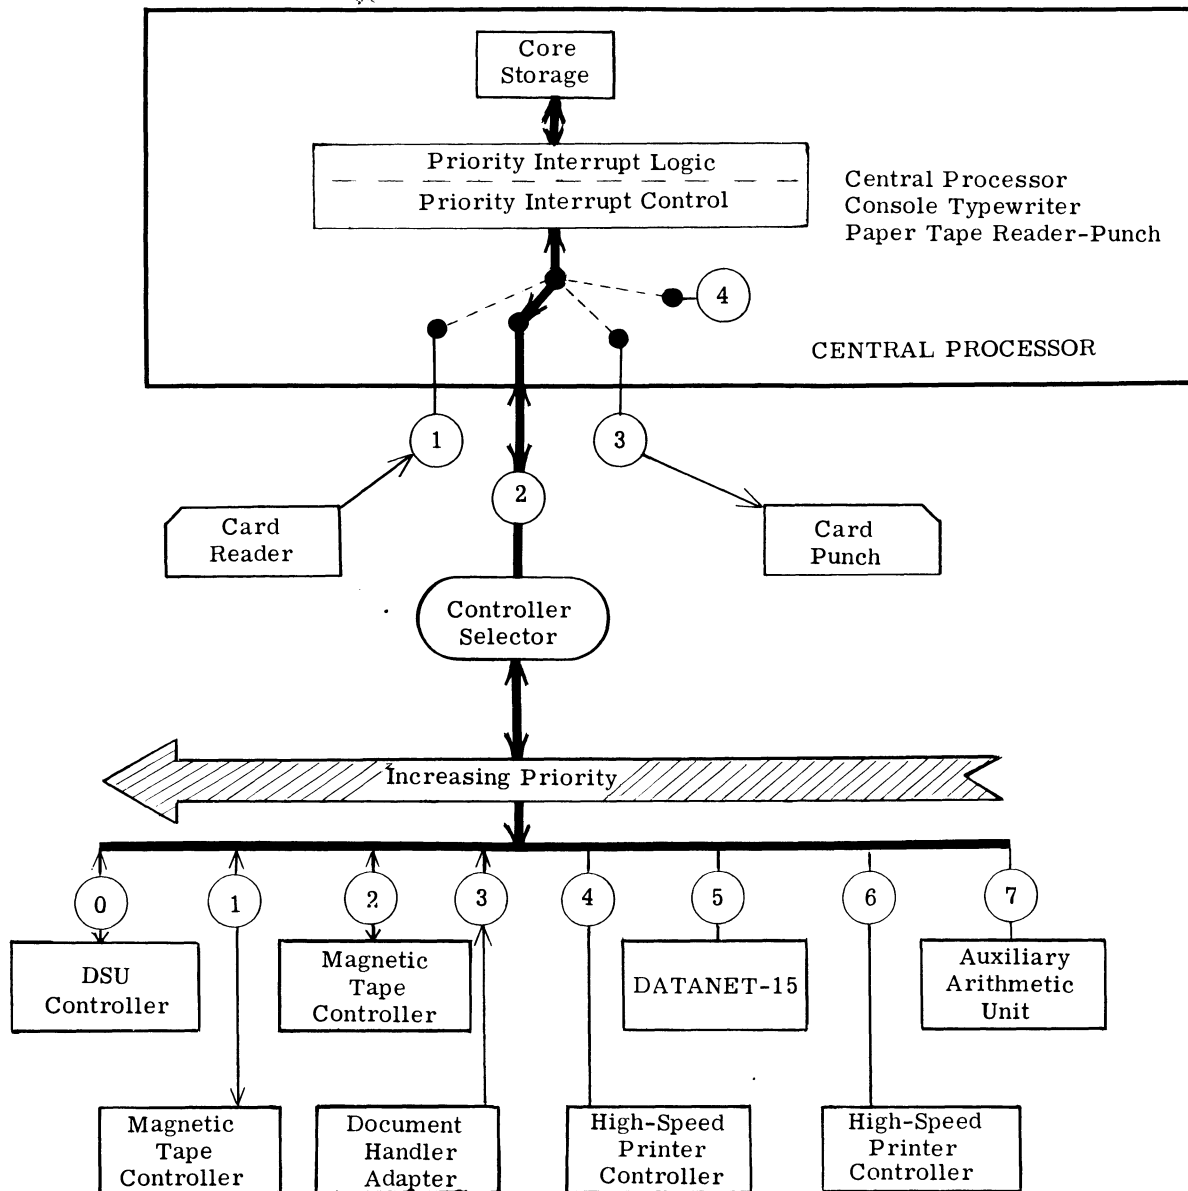 Core
Storage
Priority Interrupt Logic
Priority Interrupt Control
Central Processor
Console Typewriter
Paper Tape Reader-Punch
4
CENTRAL PROCESSOR
1
3
2
Card
Reader
Card
Punch
Controller
Selector
Increasing Priority
0
1
2
3
4
5
6
7
DSU
Controller
Magnetic
Tape
Controller
DATANET-15
Auxiliary
Arithmetic
Unit
Magnetic
Tape
Controller
Document
Handler
Adapter
High-Speed
Printer
Controller
High-Speed
Printer
Controller